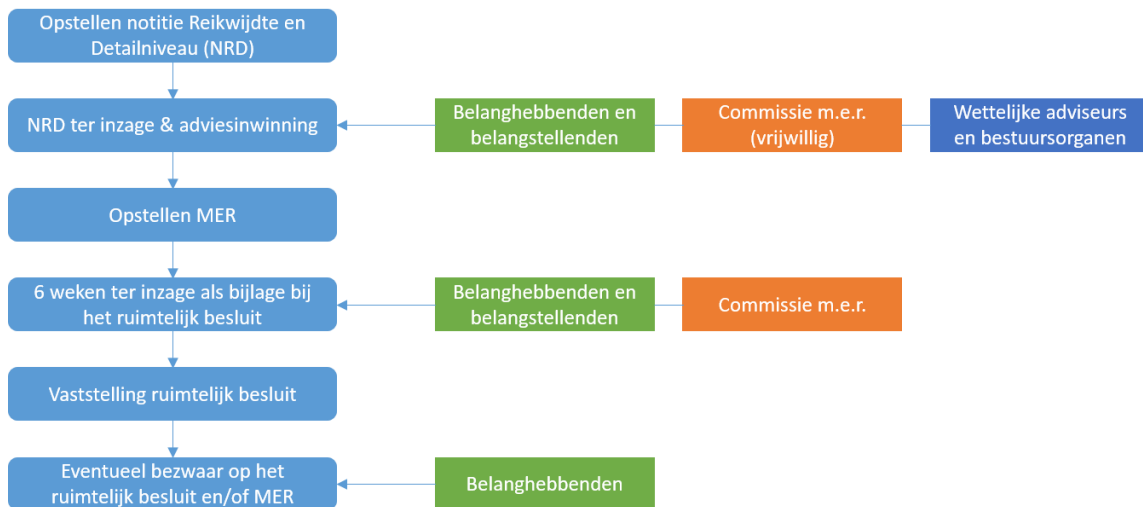 Opstellen notitie Reikwijdte en
Detailniveau (NRD)
NRD ter inzage & adviesinwinning
Belanghebbenden en
belangstellenden
Commissie m.e.r.
(vrijwillig)
Wettelijke adviseurs
en bestuursorganen
Opstellen MER
6 weken ter inzage als bijlage bij
het ruimtelijk besluit
Belanghebbenden en
belangstellenden
Commissie m.e.r.
Vaststelling ruimtelijk besluit
Eventueel bezwaar op het
ruimtelijk besluit en/of MER
Belanghebbenden